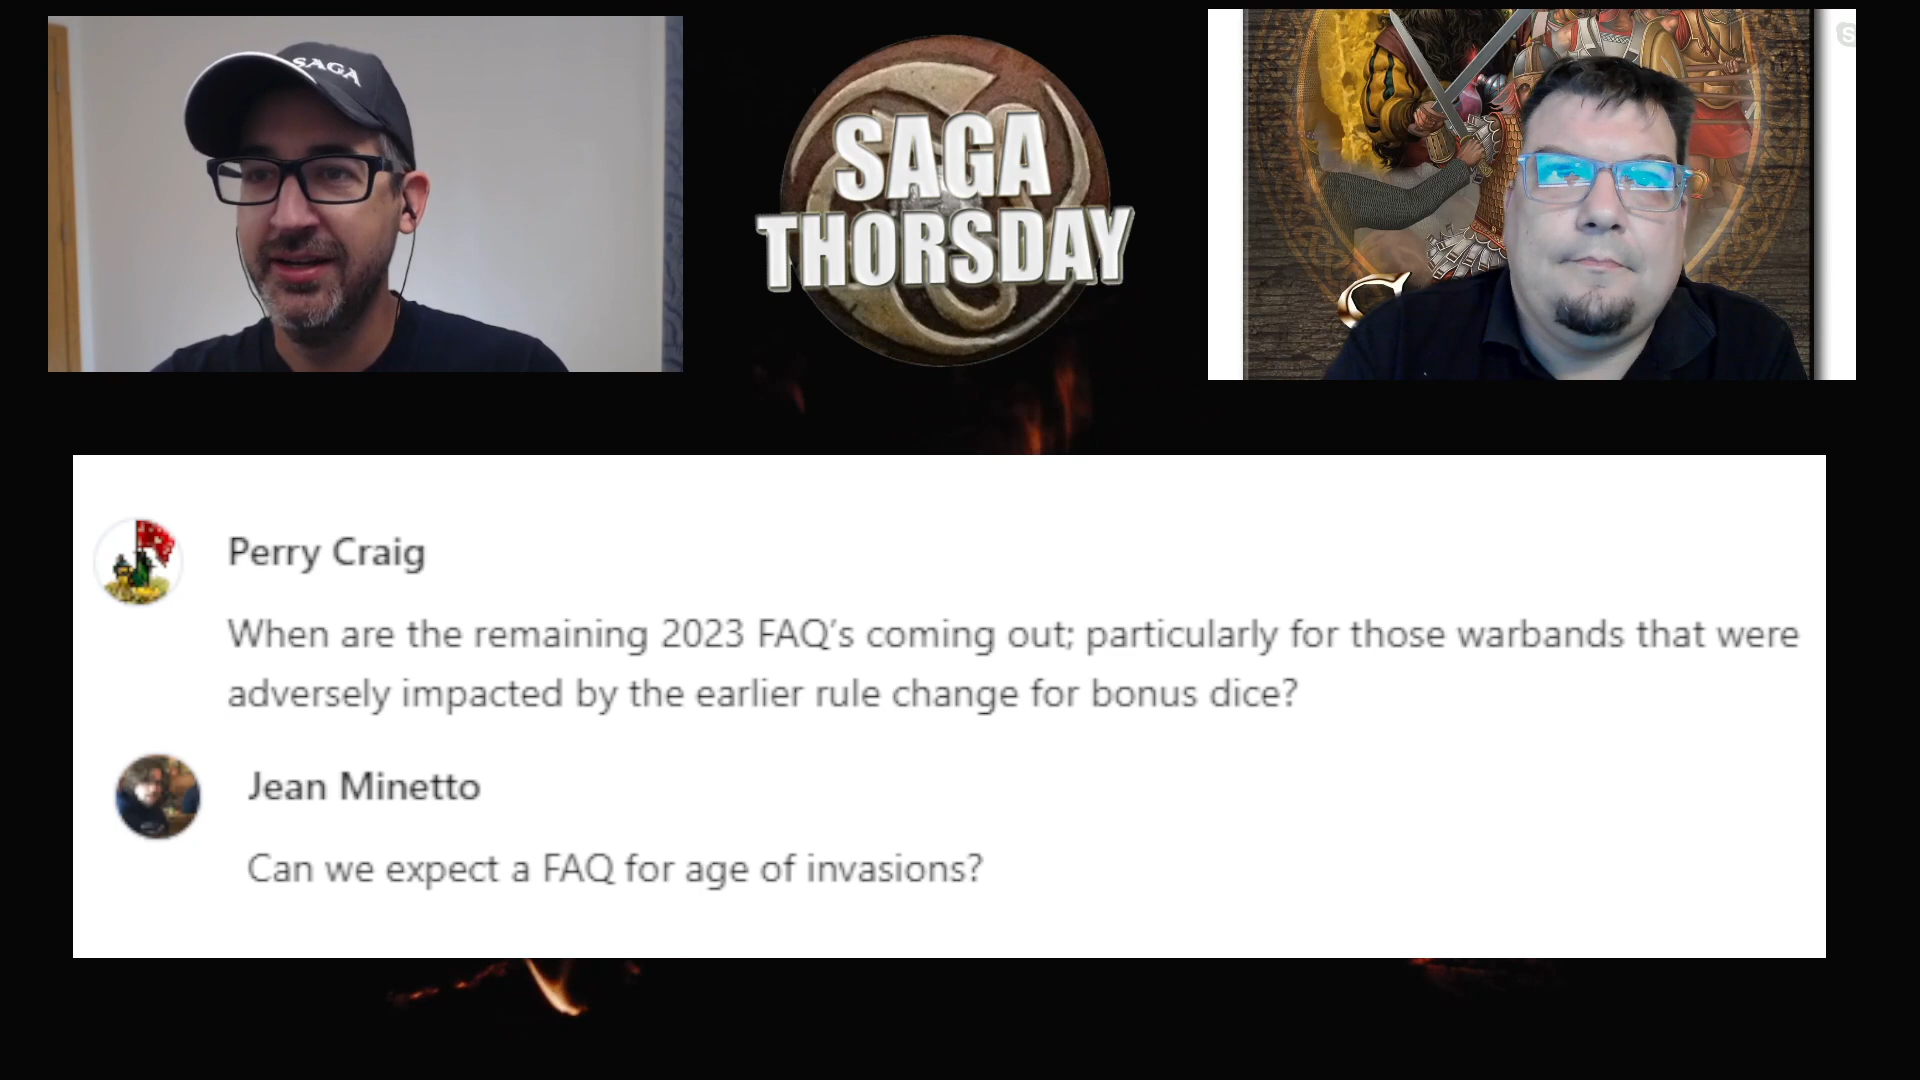 SAGA
SAGA
THORSDAY
S
S
Perry Craig
When are the remaining 2023 FAQ’s coming out; particularly for those warbands that were
adversely impacted by the earlier rule change for bonus dice?
Jean Minetto
Can we expect a FAQ for age of invasions?